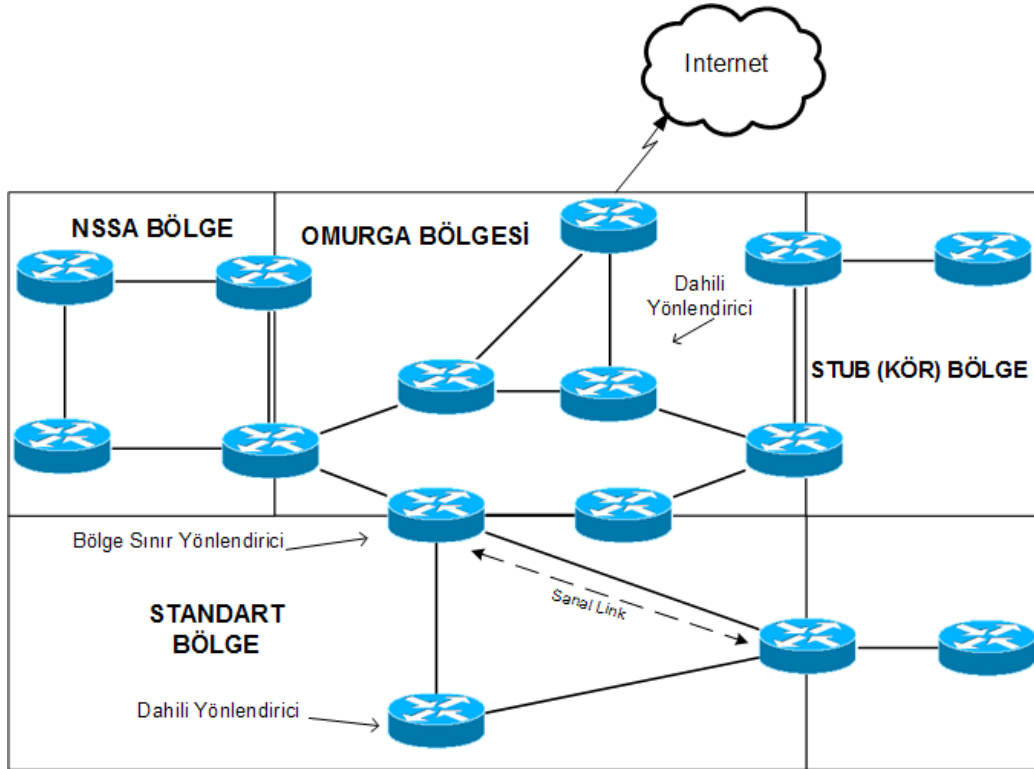 Internet
NSSA BÖLGE
OMURGA BÖLGESİ
Dahili
Yönlendirici
STUB (KÖR) BÖLGE
Bölge Sınır Yönlendirici
Sanal Link
STANDART
BÖLGE
Dahili Yönlendirici